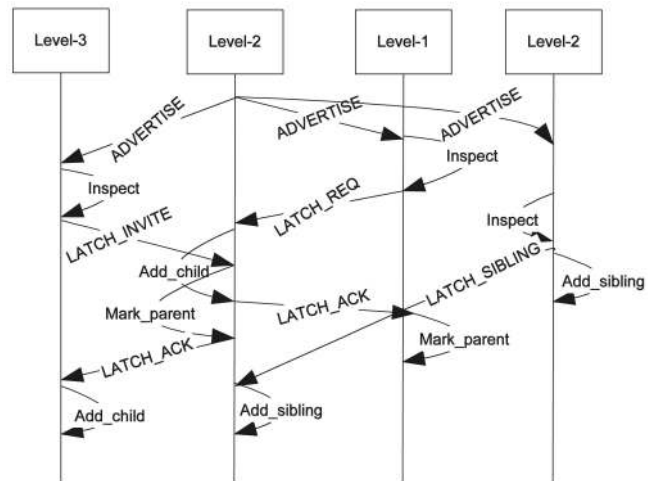 Level-3
Level-2
Level-1
Level-2
ADVERTISE
ADVERTISE
ADVERTISE
Inspect
Inspect
LATCH_REQ
LATCH_INVITE
Inspect
Add_child
LATCH_SIBLING
Add_sibling
Mark_parent
LATCH_ACK
Mark_parent
LATCH_ACK
Add_child
Add_sibling